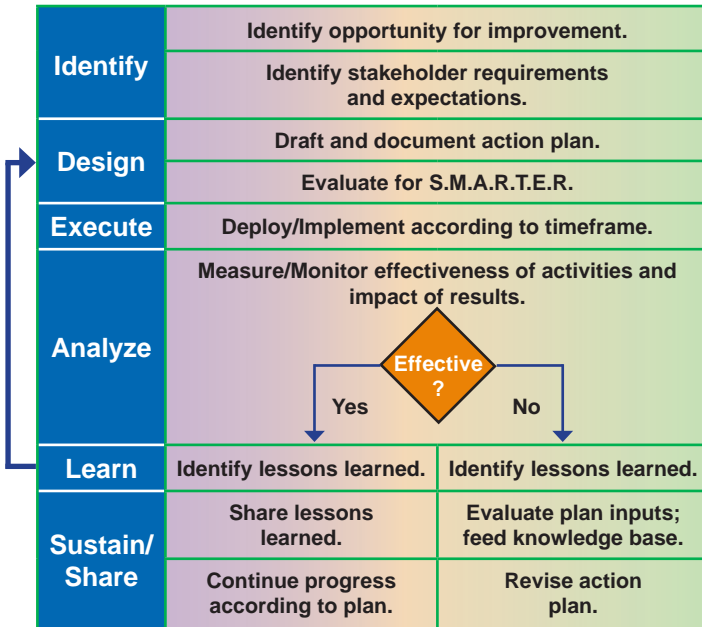 Identify
Identify opportunity for improvement.
Identify stakeholder requirements
and expectations.
Design
Draft and document action plan.
Evaluate for S.M.A.R.T.E.R.
Execute
Deploy/Implement according to timeframe.
Analyze
Measure/Monitor effectiveness of activities and
impact of results.
Effective
?
Yes
No
Learn
Identify lessons learned.
Identify lessons learned.
Sustain/
Share
Share lessons
learned.
Evaluate plan inputs;
feed knowledge base.
Continue progress
according to plan.
Revise action
plan.